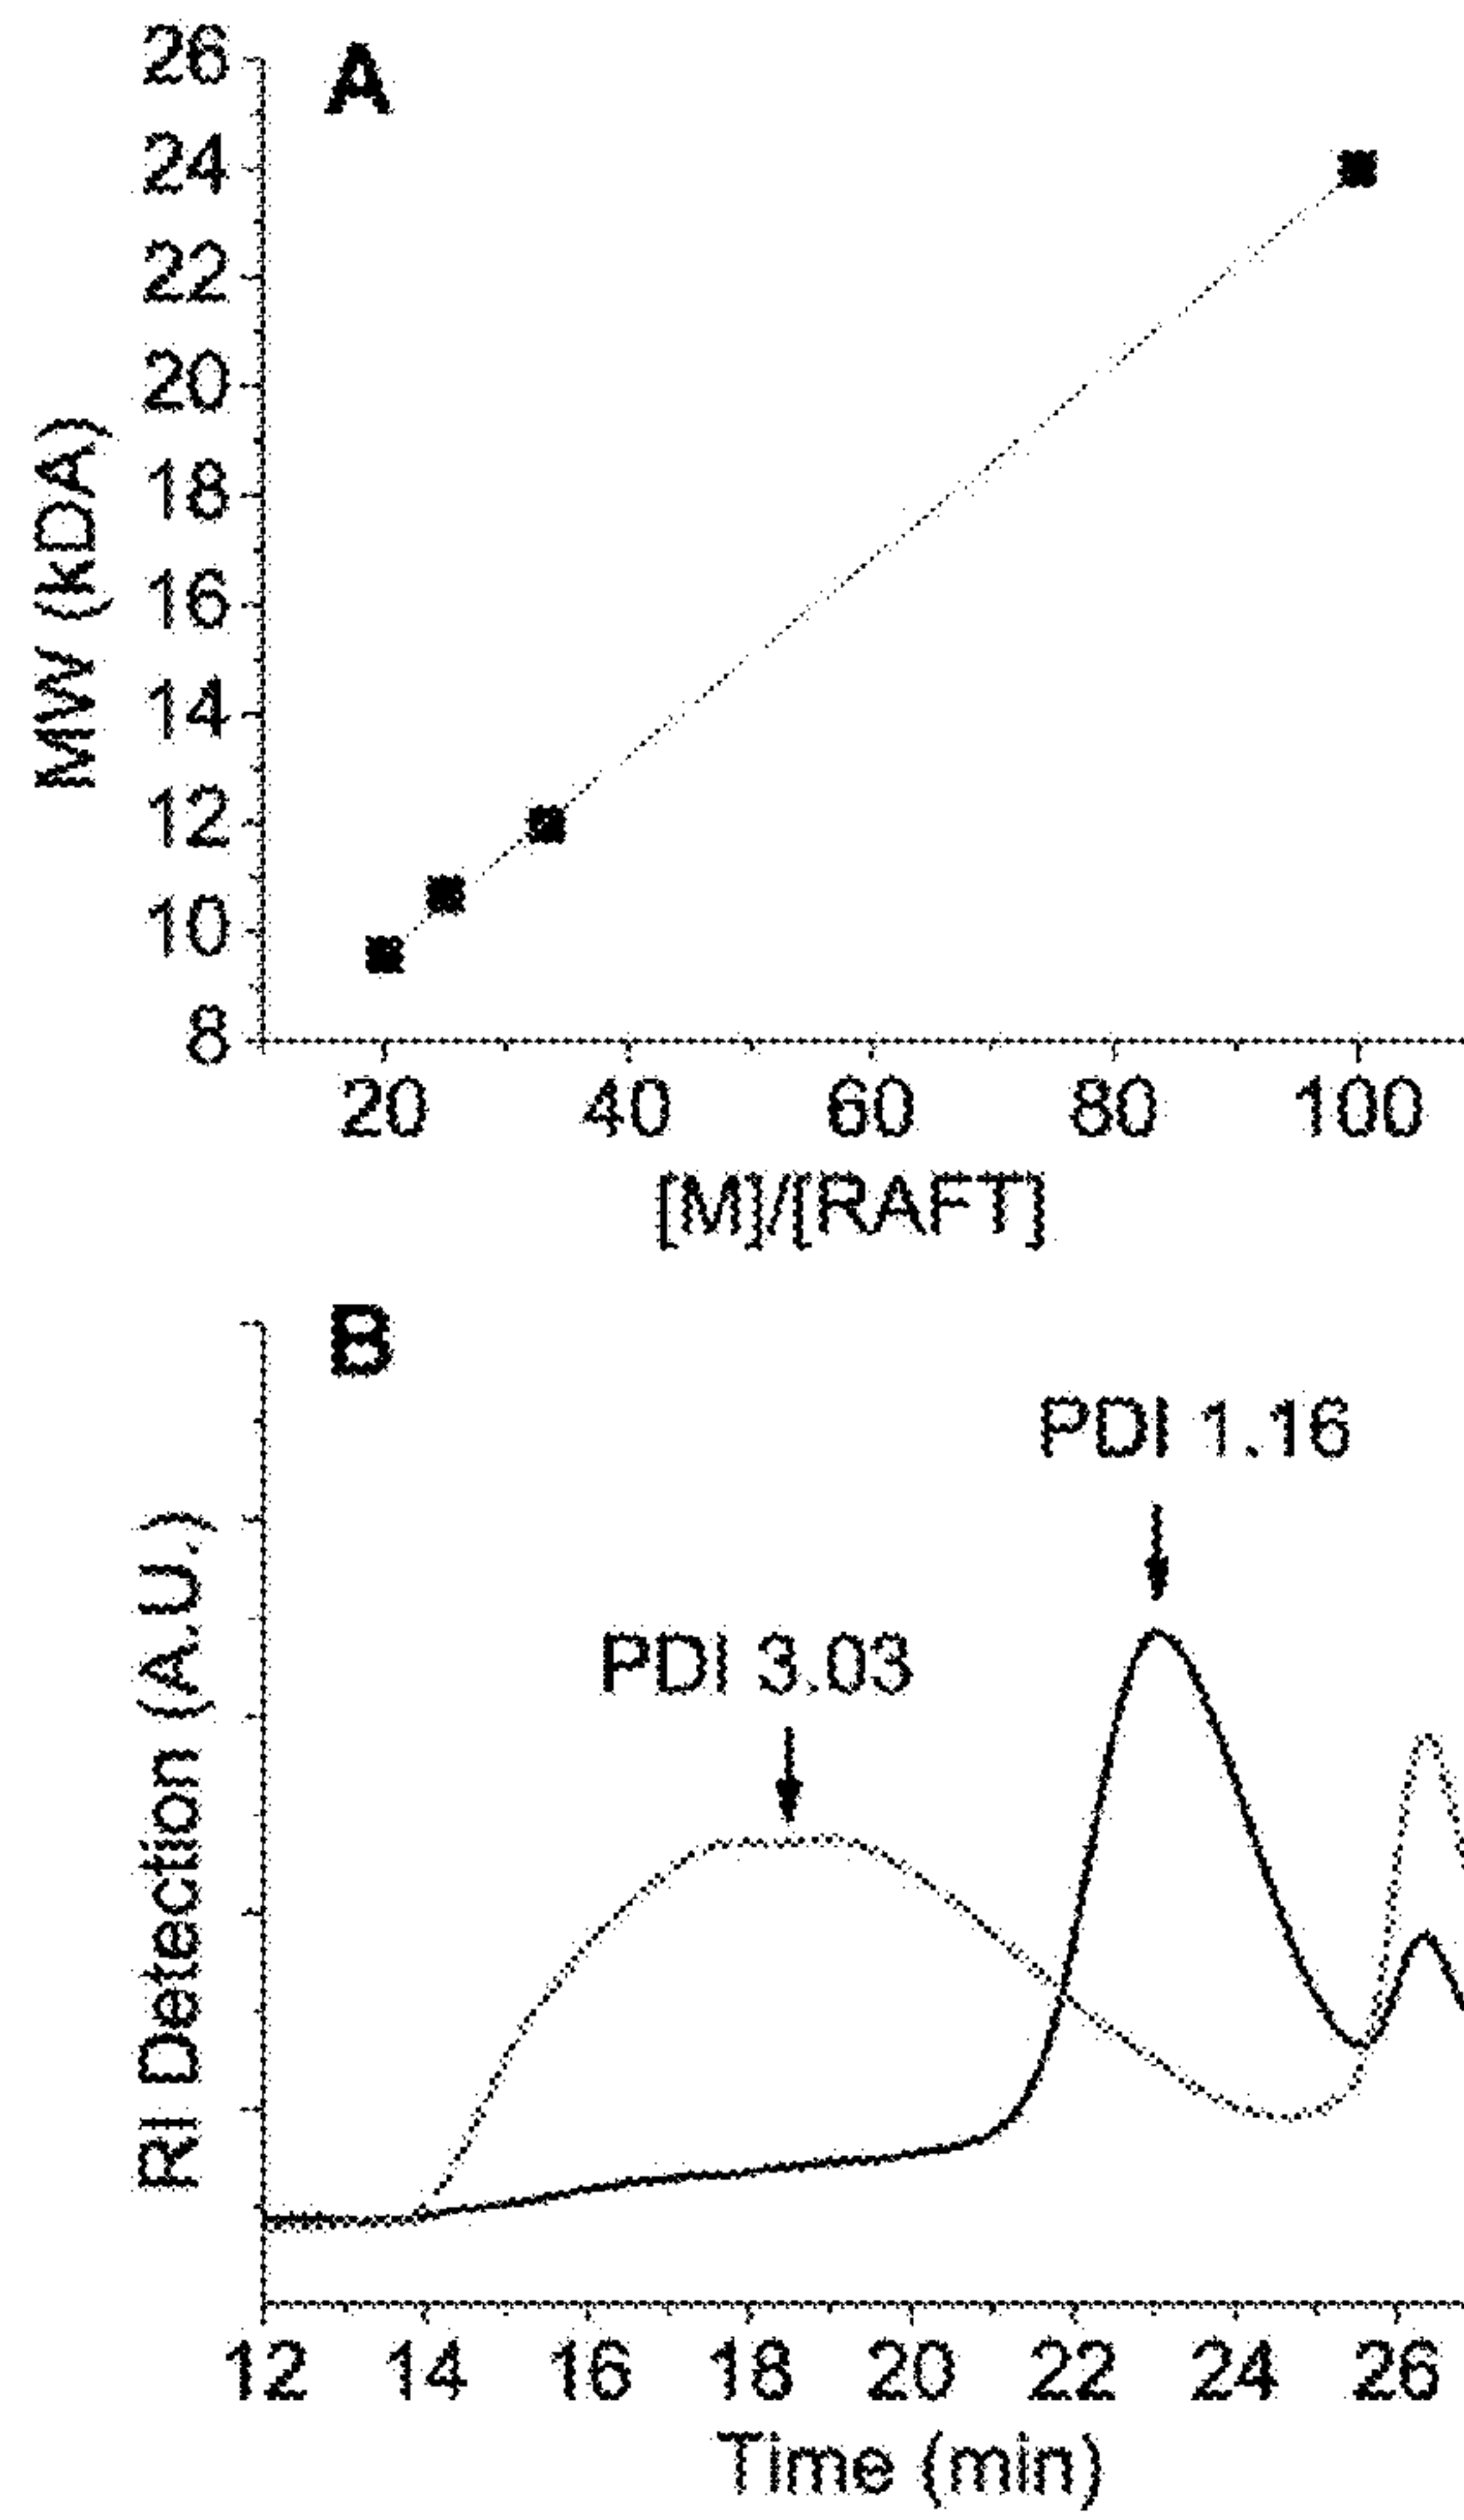 A
26
24
22
20
18
16
14
12
10
8
MW (kDA)
20 40 60 80 100
[M]/[RAFT]
B
PDI 1.16
PDI 3.03
RI Detection (A.U.)
12 14 16 18 20 22 24 26
Time (min)